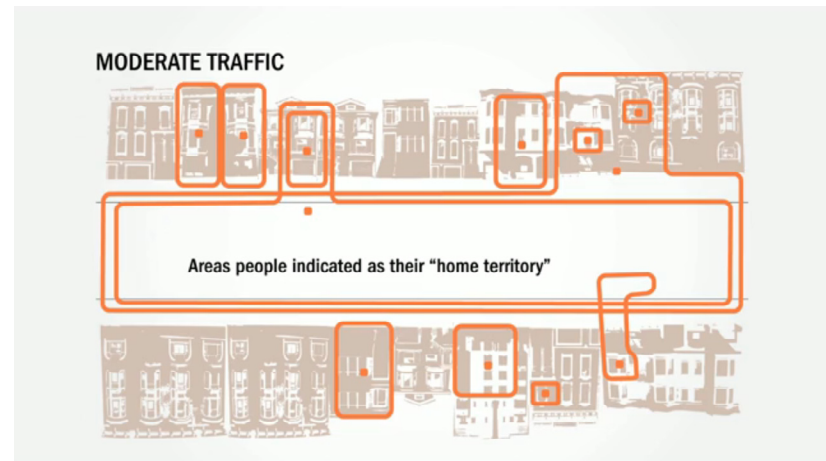 MODERATE TRAFFIC
Areas people indicated as their “home territory”